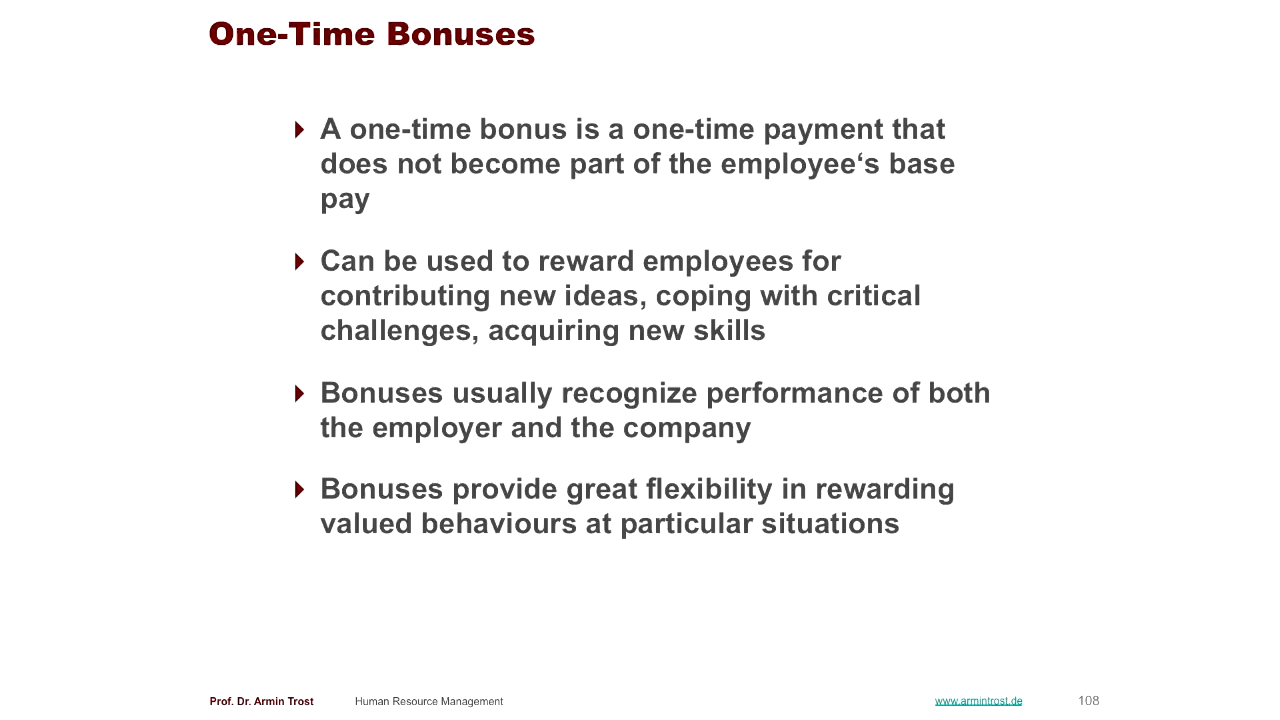 One-Time Bonuses
A one-time bonus is a one-time payment that
does not become part of the employee‘s base
pay
Can be used to reward employees for
contributing new ideas, coping with critical
challenges, acquiring new skills
Bonuses usually recognize performance of both
the employer and the company
Bonuses provide great flexibility in rewarding
valued behaviours at particular situations
Prof. Dr. Armin Trost Human Resource Management www.armintrost.de 108